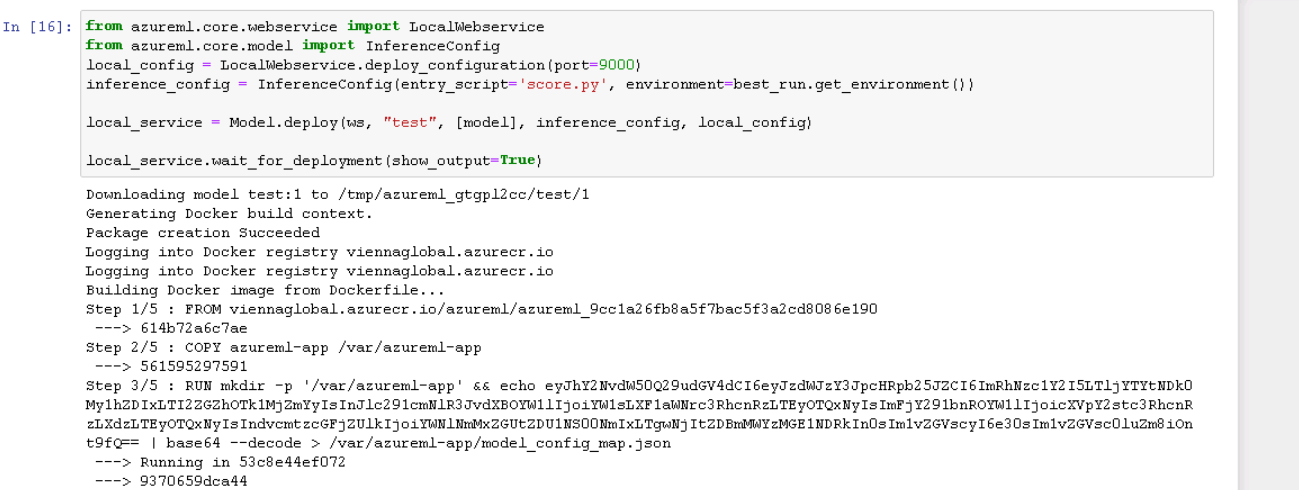 In [16]: from azureml.core.webservice import LocalWebservice
from azureml.core.model import InferenceConfig
local_config = LocalWebservice.deploy_configuration(port=9000)
inference_config = InferenceConfig(entry_script='score.py', environment=best_run.get_environment())
local_service = Model.deploy(ws, "test", [model], inference_config, local_config)
local_service.wait_for_deployment(show_output=True)
Downloading model test:1 to /tmp/azureml_gtgpl2cc/test/1
Generating Docker build context.
Package creation Succeeded
Logging into Docker registry viennaglobal.azurecr.io
Logging into Docker registry viennaglobal.azurecr.io
Building Docker image from Dockerfile...
Step 1/5 : FROM viennaglobal.azurecr.io/azureml/azureml_9cc1a26fb8a5f7bac5f3a2cd8086e190
---> 614b72a6c7ae
Step 2/5 : COPY azureml-app /var/azureml-app
---> 561595297591
Step 3/5 : RUN mkdir -p '/var/azureml-app' && echo
| base64 --decode > /var/azureml-app/model_config_map.json
---> Running in 53c8e44ef072
---> 9370659dca44